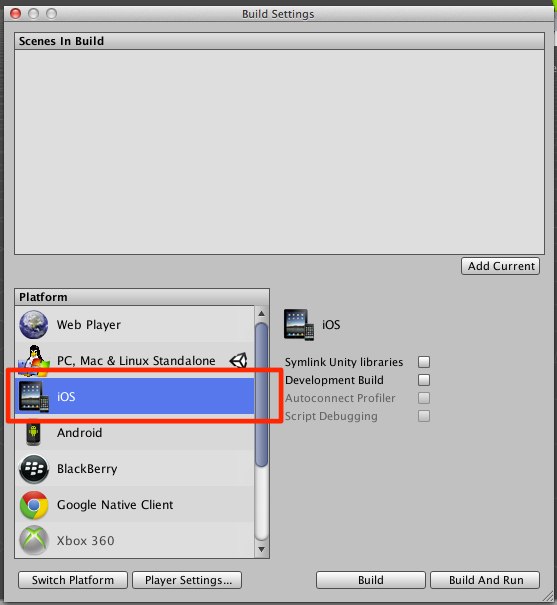 Build Settings
Scenes In Build
Add Current
Platform
Web Player
PC, Mac & Linux Standalone
iOS
Android
BlackBerry
Google Native Client
Xbox 360
iOS
Symlink Unity libraries
Development Build
Autoconnect Profiler
Script Debugging
Switch Platform
Player Settings...
Build
Build And Run